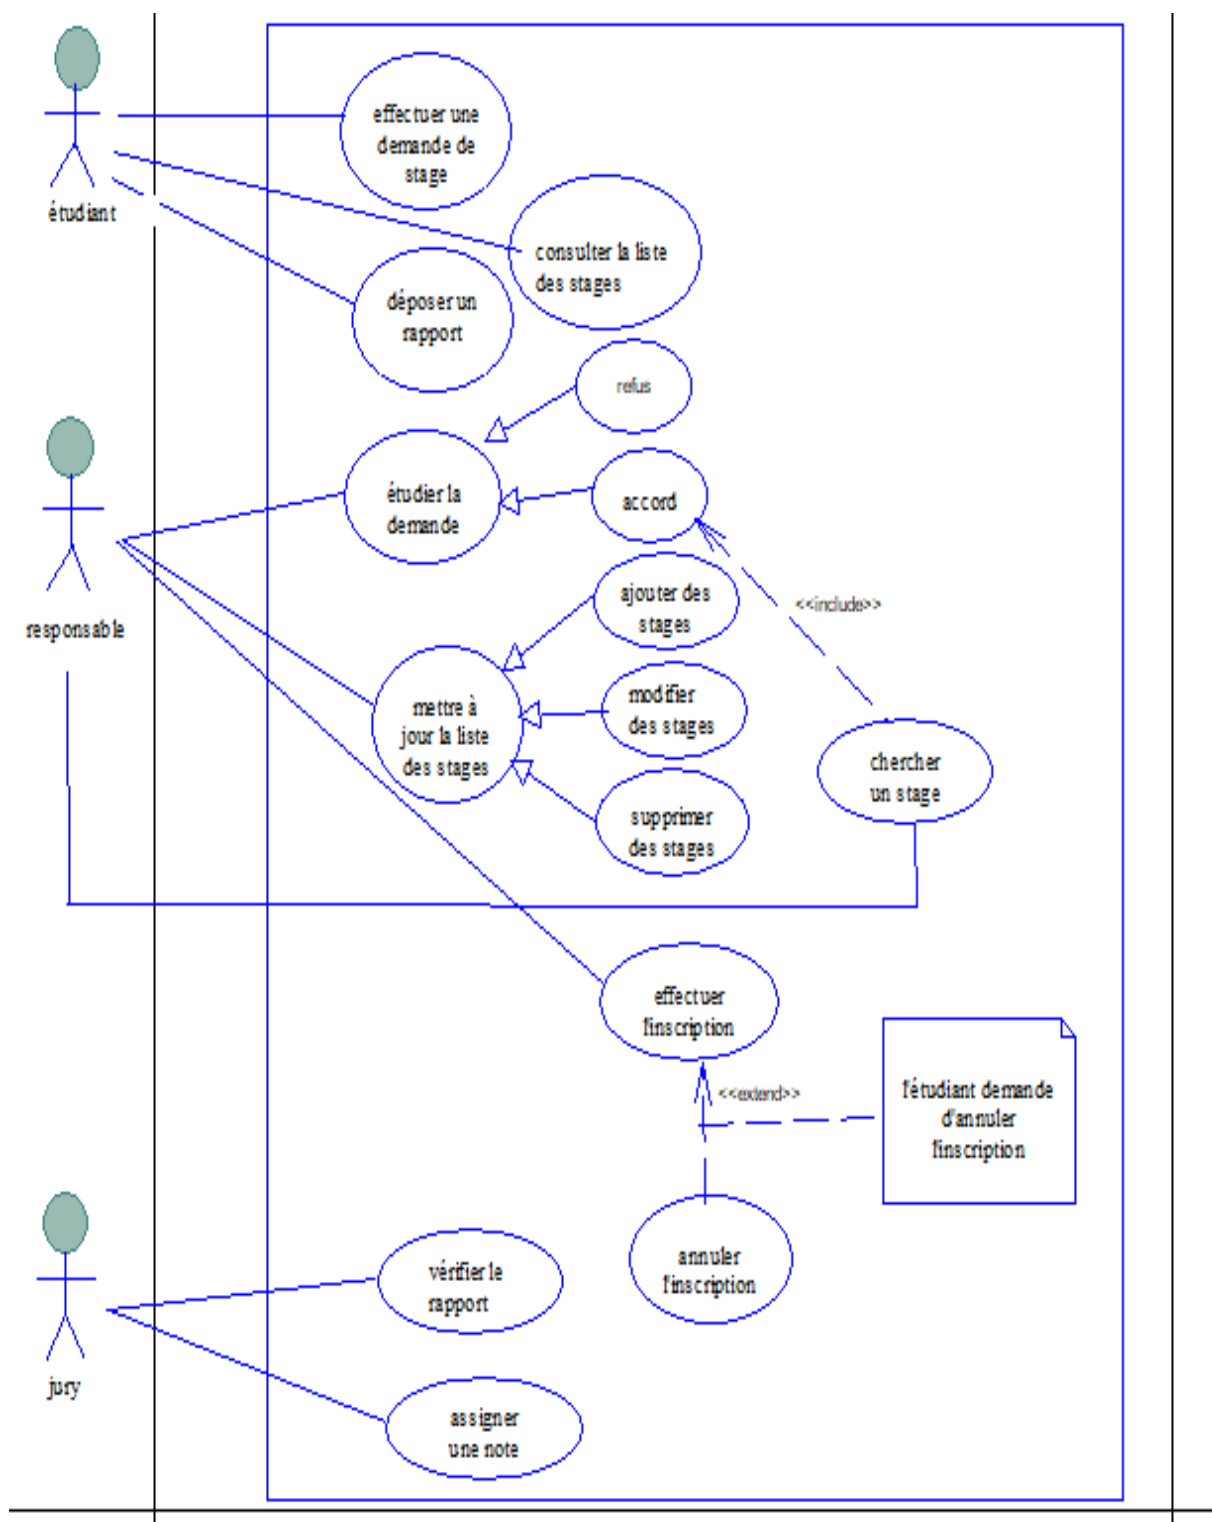 étudiant
effectuer une
demande de
stage
consulter la liste
des stages
déposer un
rapport
refus
responsable
étudier la
demande
accord
ajouter des
stages
<<include>>
mettre à
jour la liste
des stages
modifier
des stages
chercher
un stage
supprimer
des stages
effectuer
l'inscription
<<extend>>
l'étudiant demande
d'annuler
l'inscription
annuler
l'inscription
jury
vérifier le
rapport
assigner
une note